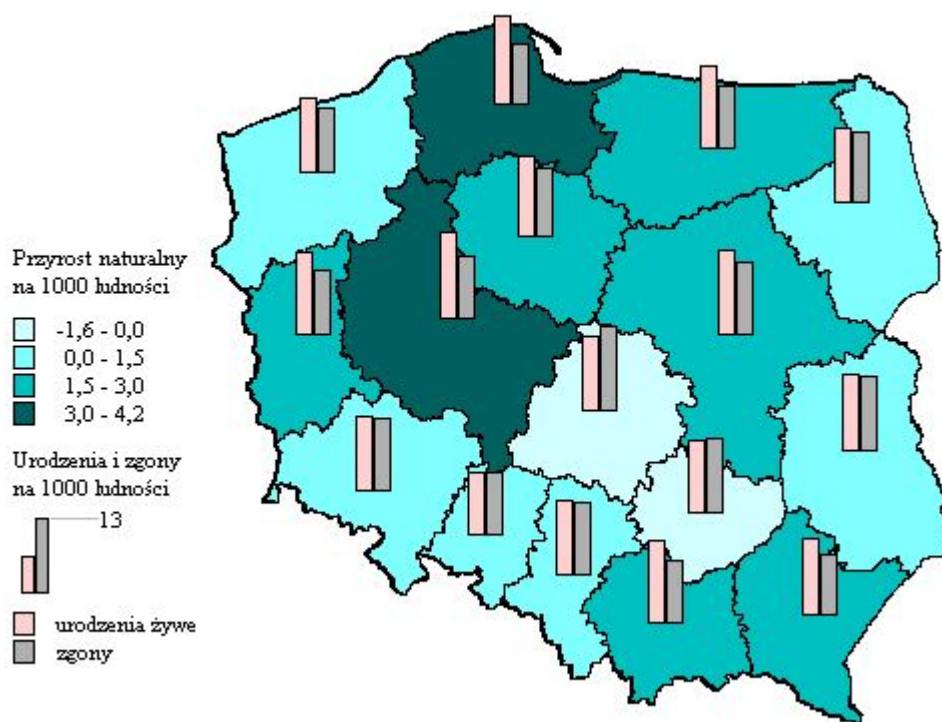 Przyrost naturalny
na 1000 ludności
-1,6 - 0,0
0,0 - 1,5
1,5 - 3,0
3,0 - 4,2
Urodzenia i zgony
na 1000 ludności
13
urodzenia żywe
zgony